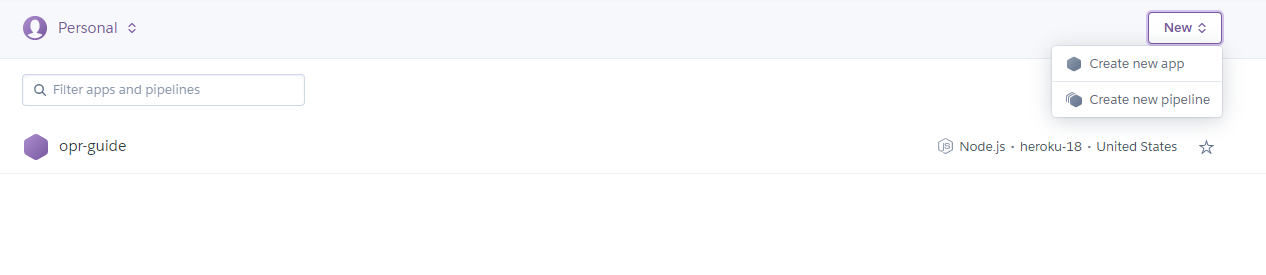 Personal
New
Create new app
Create new pipeline
Filter apps and pipelines
opr-guide
JS Node.js • heroku-18 • United States